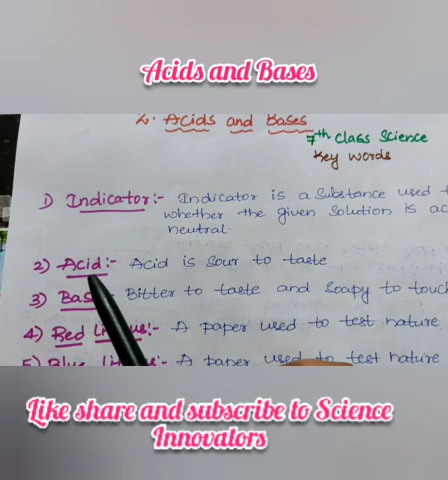 Acids and Bases
2. Acids and Bases
7th Class Science
Key words
1) Indicator:- Indicator is a Substance used
whether the given Solution is
neutral.
2) Acid:- Acid is Sour to taste
3) Bitter to taste and Soapy to
4) Red :- A paper used to test nature
5) Blue :- A paper used to test nature
Like share and subscribe to Science
Innovators